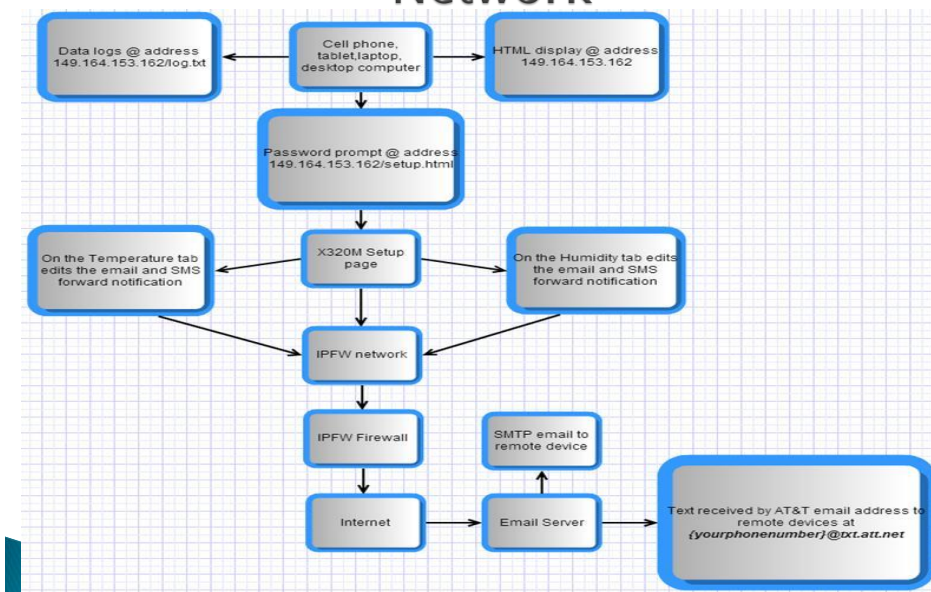 Network
Data logs @ address
149.164.153.162/log.txt
Cell phone,
tablet,laptop,
desktop computer
HTML display @ address
149.164.153.162
Password prompt @ address
149.164.153.162/setup.html
On the Temperature tab
edits the email and SMS
forward notification
X320M Setup
page
On the Humidity tab edits
the email and SMS
forward notification
IPFW network
IPFW Firewall
SMTP email to
remote device
Internet
Email Server
Text received by AT&T email address to
remote devices at
{yourphonenumber}@txt.att.net